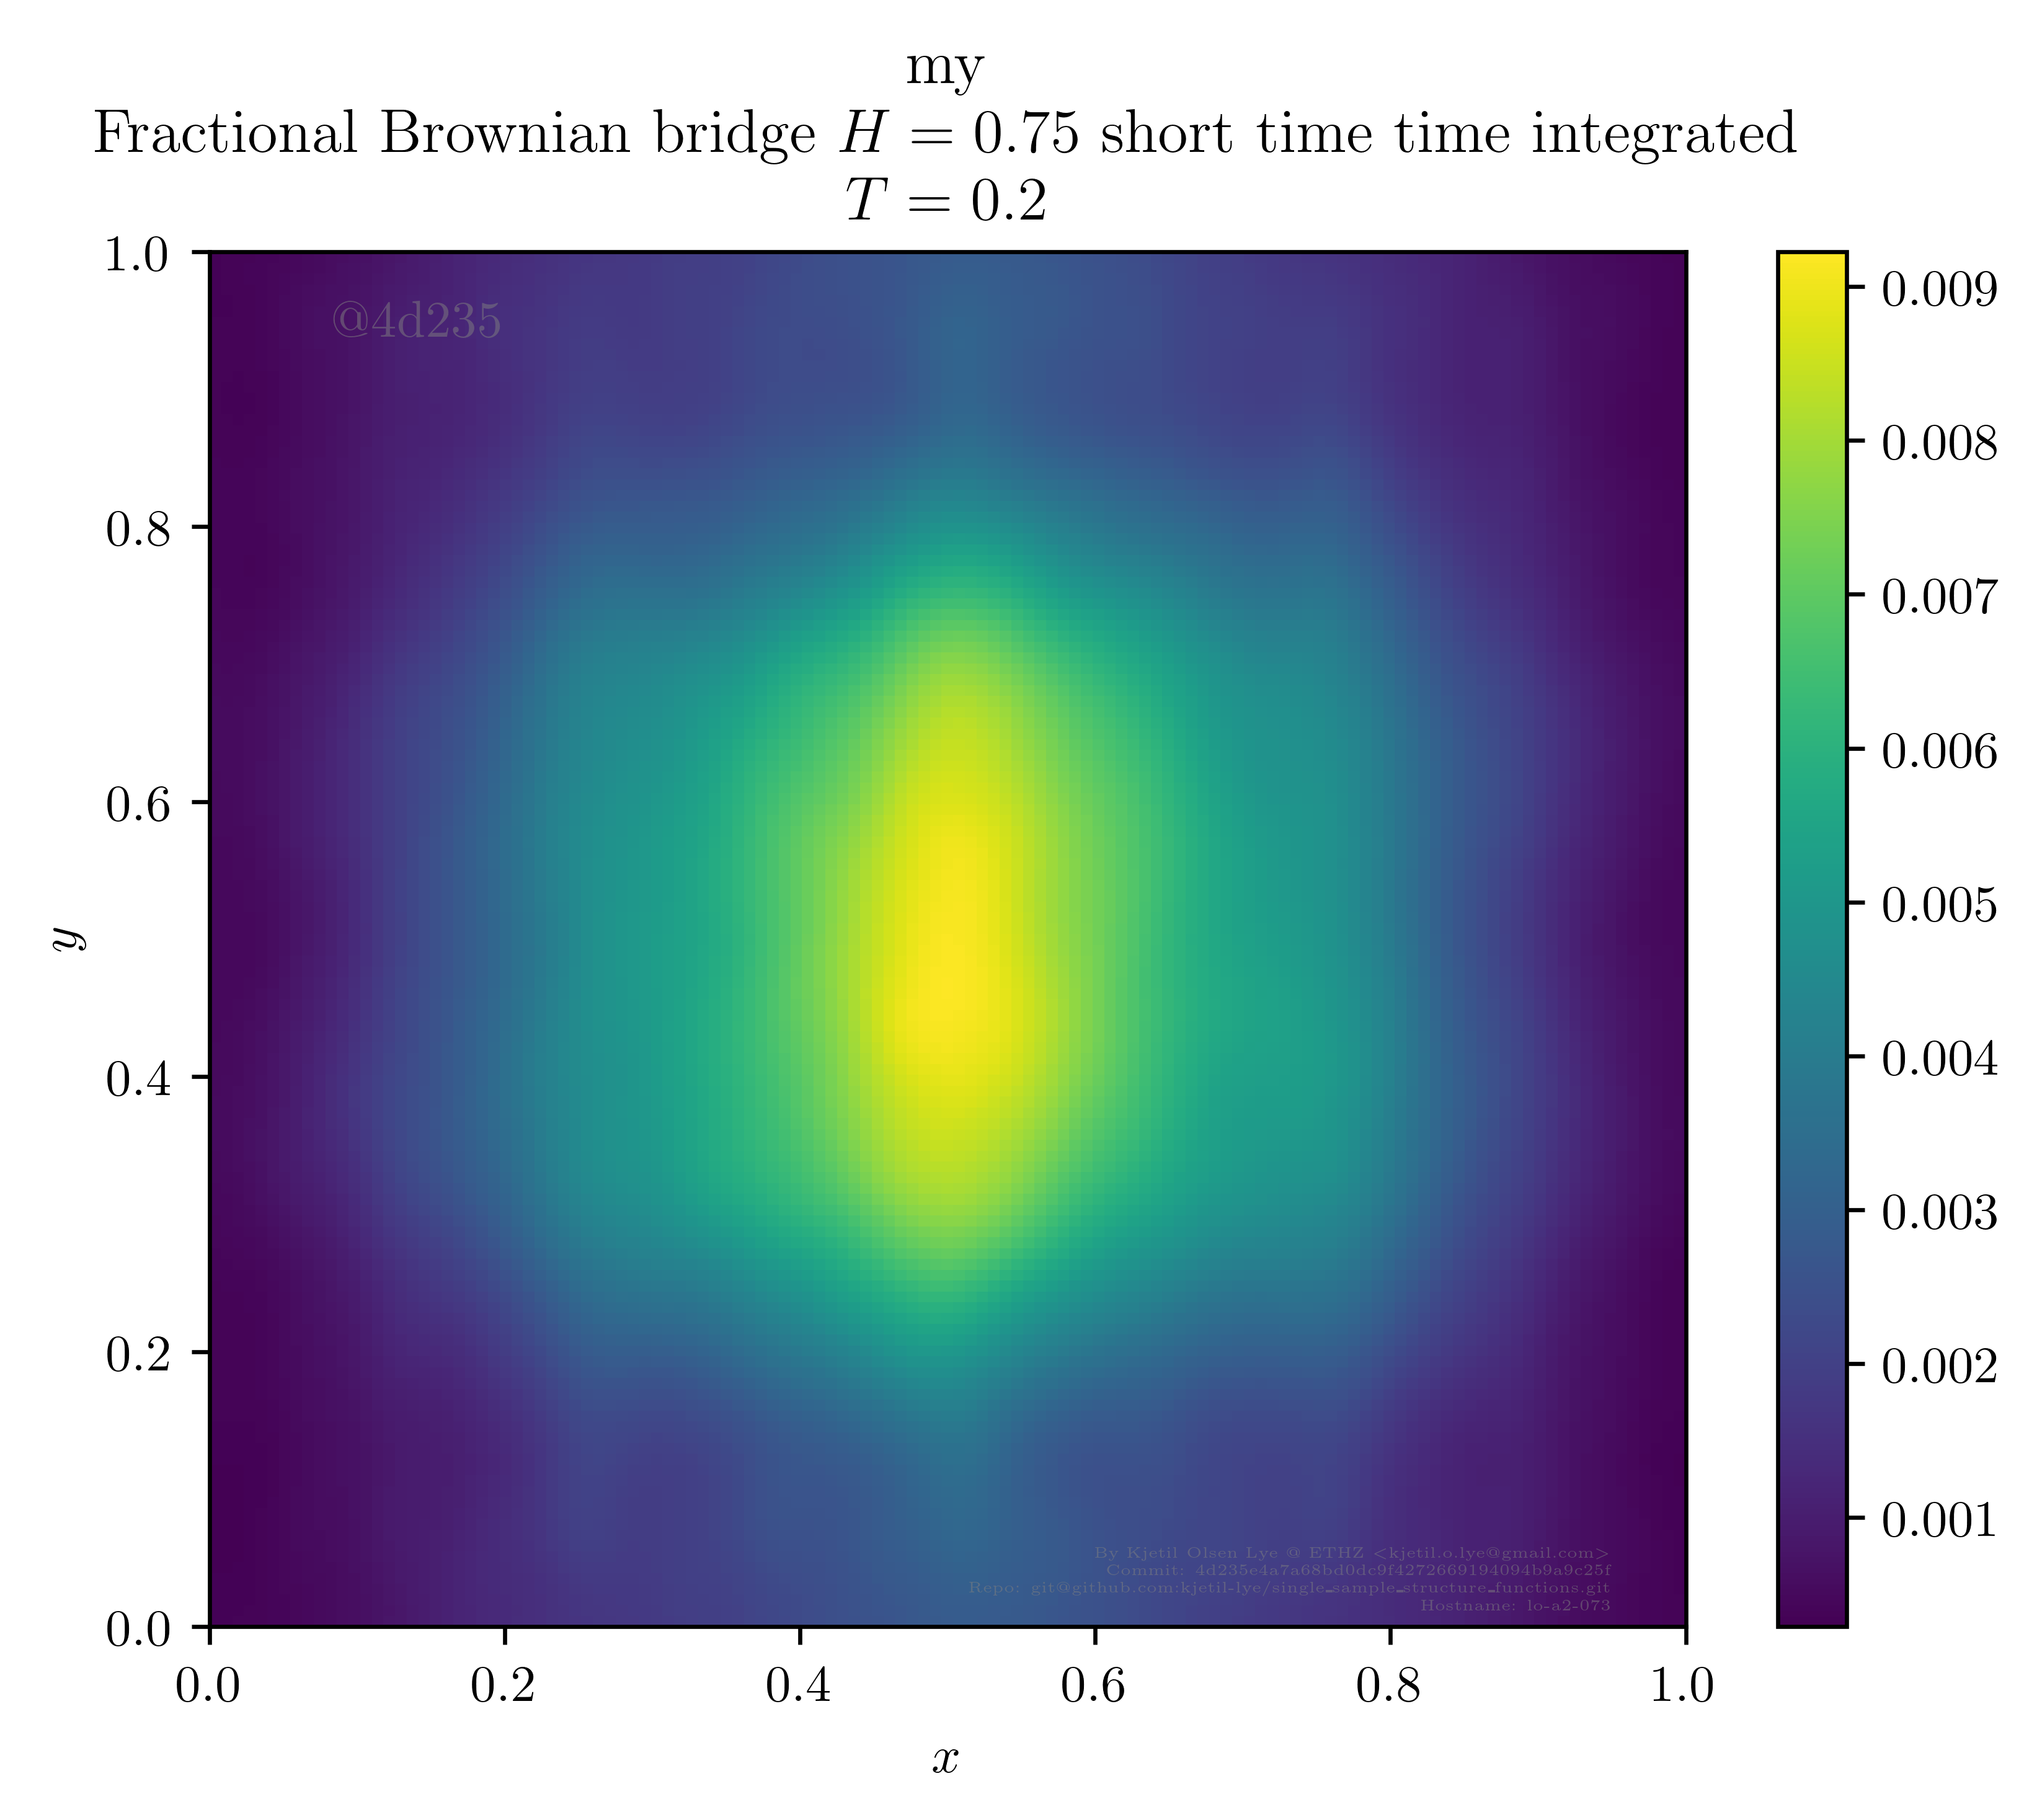 my
Fractional Brownian bridge H = 0.75 short time time integrated
T = 0.2
@4d235
1.0
0.8
0.6
0.4
0.2
0.0
y
0.0 0.2 0.4 0.6 0.8 1.0
x
0.009
0.008
0.007
0.006
0.005
0.004
0.003
0.002
0.001
By Kjetil Olsen Lye @ ETHZ <kjetil.o.lye@gmail.com>
Commit: 4d235e4a7a68bd0dc9f4272669194094b9a9c25f
Repo: git@github.com:kjetil-lye/single_sample_structure_functions.git
Hostname: lo-a2-073